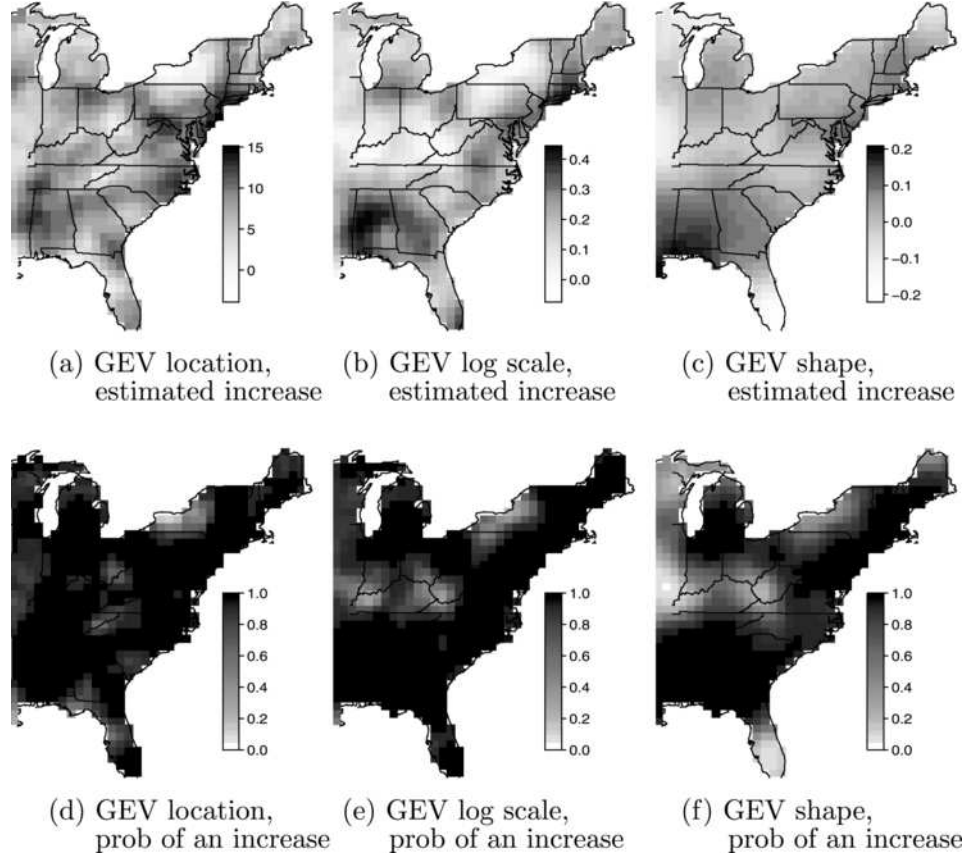 15
10
5
0
0.4
0.3
0.2
0.1
0.0
0.2
0.1
0.0
−0.1
−0.2
(a) GEV location,
estimated increase
(b) GEV log scale,
estimated increase
(c) GEV shape,
estimated increase
1.0
0.8
0.6
0.4
0.2
0.0
1.0
0.8
0.6
0.4
0.2
0.0
1.0
0.8
0.6
0.4
0.2
0.0
(d) GEV location,
prob of an increase
(e) GEV log scale,
prob of an increase
(f) GEV shape,
prob of an increase